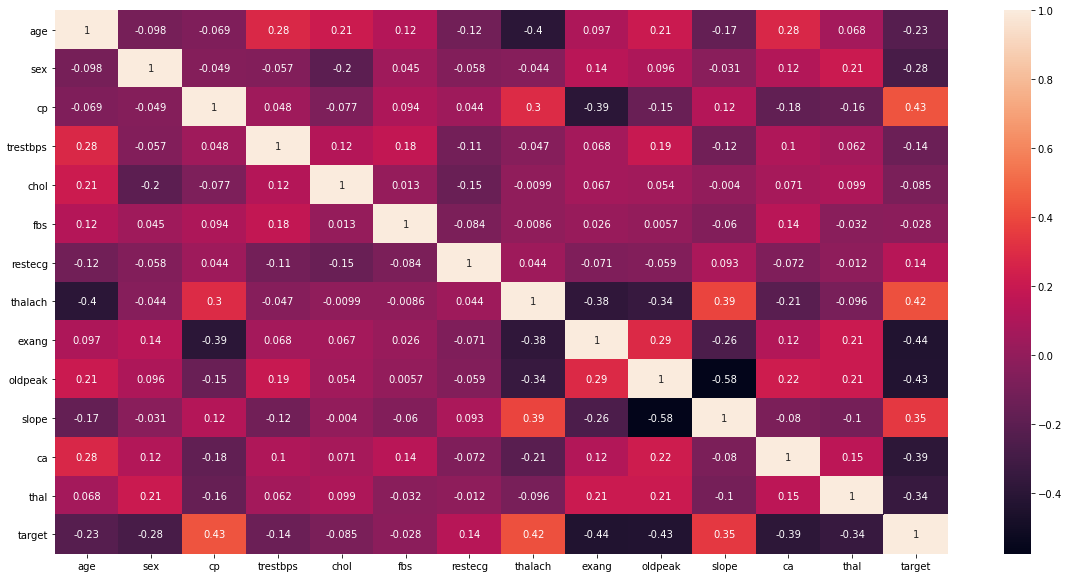 age 1 -0.098 -0.069 0.28 0.21 0.12 -0.12 -0.4 0.097 0.21 -0.17 0.28 0.068 -0.23
sex -0.098 1 -0.049 -0.057 -0.2 0.045 -0.058 -0.044 0.14 0.096 -0.031 0.12 0.21 -0.28
cp -0.069 -0.049 1 0.048 -0.077 0.094 0.044 0.3 -0.39 -0.15 0.12 -0.18 -0.16 0.43
trestbps 0.28 -0.057 0.048 1 0.12 0.18 -0.11 -0.047 0.068 0.19 -0.12 0.1 0.062 -0.14
chol 0.21 -0.2 -0.077 0.12 1 0.013 -0.15 -0.0099 0.067 0.054 -0.004 0.071 0.099 -0.085
fbs 0.12 0.045 0.094 0.18 0.013 1 -0.084 -0.0086 0.026 0.0057 -0.06 0.14 -0.032 -0.028
restecg -0.12 -0.058 0.044 -0.11 -0.15 -0.084 1 0.044 -0.071 -0.059 0.093 -0.072 -0.012 0.14
thalach -0.4 -0.044 0.3 -0.047 -0.0099 -0.0086 0.044 1 -0.38 -0.34 0.39 -0.21 -0.096 0.42
exang 0.097 0.14 -0.39 0.068 0.067 0.026 -0.071 -0.38 1 0.29 -0.26 0.12 0.21 -0.44
oldpeak 0.21 0.096 -0.15 0.19 0.054 0.0057 -0.059 -0.34 0.29 1 -0.58 0.22 0.21 -0.43
slope -0.17 -0.031 0.12 -0.12 -0.004 -0.06 0.093 0.39 -0.26 -0.58 1 -0.08 -0.1 0.35
ca 0.28 0.12 -0.18 0.1 0.071 0.14 -0.072 -0.21 0.12 0.22 -0.08 1 0.15 -0.39
thal 0.068 0.21 -0.16 0.062 0.099 -0.032 -0.012 -0.096 0.21 0.21 -0.1 0.15 1 -0.34
target -0.23 -0.28 0.43 -0.14 -0.085 -0.028 0.14 0.42 -0.44 -0.43 0.35 -0.39 -0.34 1
age sex cp trestbps chol fbs restecg thalach exang oldpeak slope ca thal target
1.0
0.8
0.6
0.4
0.2
0.0
−0.2
−0.4